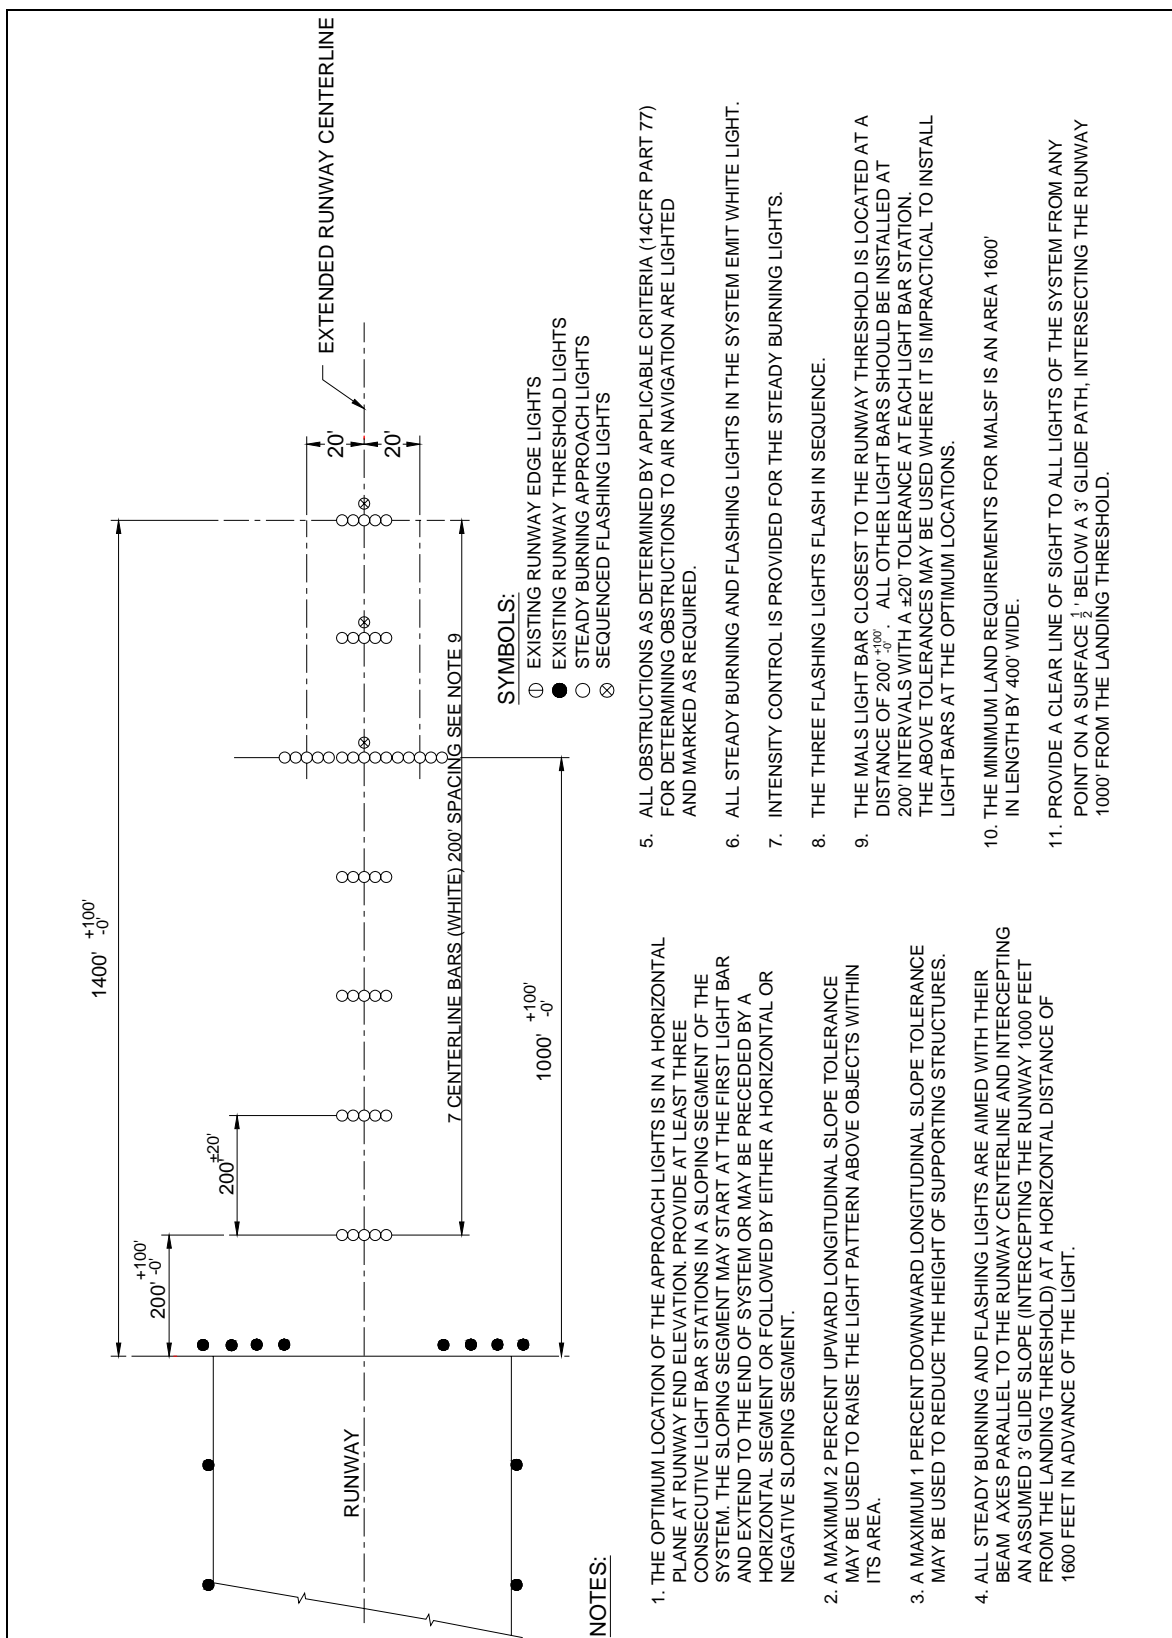 EXTENDED RUNWAY CENTERLINE
1400' +100' -0'
20'
20'
200' +100' -0'
200' ±20'
7 CENTERLINE BARS (WHITE) 200' SPACING SEE NOTE 9
1000' +100' -0'
RUNWAY
SYMBOLS:
EXISTING RUNWAY EDGE LIGHTS
EXISTING RUNWAY THRESHOLD LIGHTS
STEADY BURNING APPROACH LIGHTS
SEQUENCED FLASHING LIGHTS
NOTES:
1. THE OPTIMUM LOCATION OF THE APPROACH LIGHTS IS IN A HORIZONTAL
PLANE AT RUNWAY END ELEVATION. PROVIDE AT LEAST THREE
CONSECUTIVE LIGHT BAR STATIONS IN A SLOPING SEGMENT OF THE
SYSTEM. THE SLOPING SEGMENT MAY START AT THE FIRST LIGHT BAR
AND EXTEND TO THE END OF SYSTEM OR MAY BE PRECEDED BY A
HORIZONTAL SEGMENT OR FOLLOWED BY EITHER A HORIZONTAL OR
NEGATIVE SLOPING SEGMENT.
2. A MAXIMUM 2 PERCENT UPWARD LONGITUDINAL SLOPE TOLERANCE
MAY BE USED TO RAISE THE LIGHT PATTERN ABOVE OBJECTS WITHIN
ITS AREA.
3. A MAXIMUM 1 PERCENT DOWNWARD LONGITUDINAL SLOPE TOLERANCE
MAY BE USED TO REDUCE THE HEIGHT OF SUPPORTING STRUCTURES.
4. ALL STEADY BURNING AND FLASHING LIGHTS ARE AIMED WITH THEIR
BEAM AXES PARALLEL TO THE RUNWAY CENTERLINE AND INTERCEPTING
AN ASSUMED 3' GLIDE SLOPE (INTERCEPTING THE RUNWAY 1000 FEET
FROM THE LANDING THRESHOLD) AT A HORIZONTAL DISTANCE OF
1600 FEET IN ADVANCE OF THE LIGHT.
5. ALL OBSTRUCTIONS AS DETERMINED BY APPLICABLE CRITERIA (14CFR PART 77)
FOR DETERMINING OBSTRUCTIONS TO AIR NAVIGATION ARE LIGHTED
AND MARKED AS REQUIRED.
6. ALL STEADY BURNING AND FLASHING LIGHTS IN THE SYSTEM EMIT WHITE LIGHT.
7. INTENSITY CONTROL IS PROVIDED FOR THE STEADY BURNING LIGHTS.
8. THE THREE FLASHING LIGHTS FLASH IN SEQUENCE.
9. THE MALS LIGHT BAR CLOSEST TO THE RUNWAY THRESHOLD IS LOCATED AT A
DISTANCE OF 200' +100' -0' . ALL OTHER LIGHT BARS SHOULD BE INSTALLED AT
200' INTERVALS WITH A ±20' TOLERANCE AT EACH LIGHT BAR STATION.
THE ABOVE TOLERANCES MAY BE USED WHERE IT IS IMPRACTICAL TO INSTALL
LIGHT BARS AT THE OPTIMUM LOCATIONS.
10. THE MINIMUM LAND REQUIREMENTS FOR MALSF IS AN AREA 1600'
IN LENGTH BY 400' WIDE.
11. PROVIDE A CLEAR LINE OF SIGHT TO ALL LIGHTS OF THE SYSTEM FROM ANY
POINT ON A SURFACE 1/2 ' BELOW A 3' GLIDE PATH, INTERSECTING THE RUNWAY
1000' FROM THE LANDING THRESHOLD.